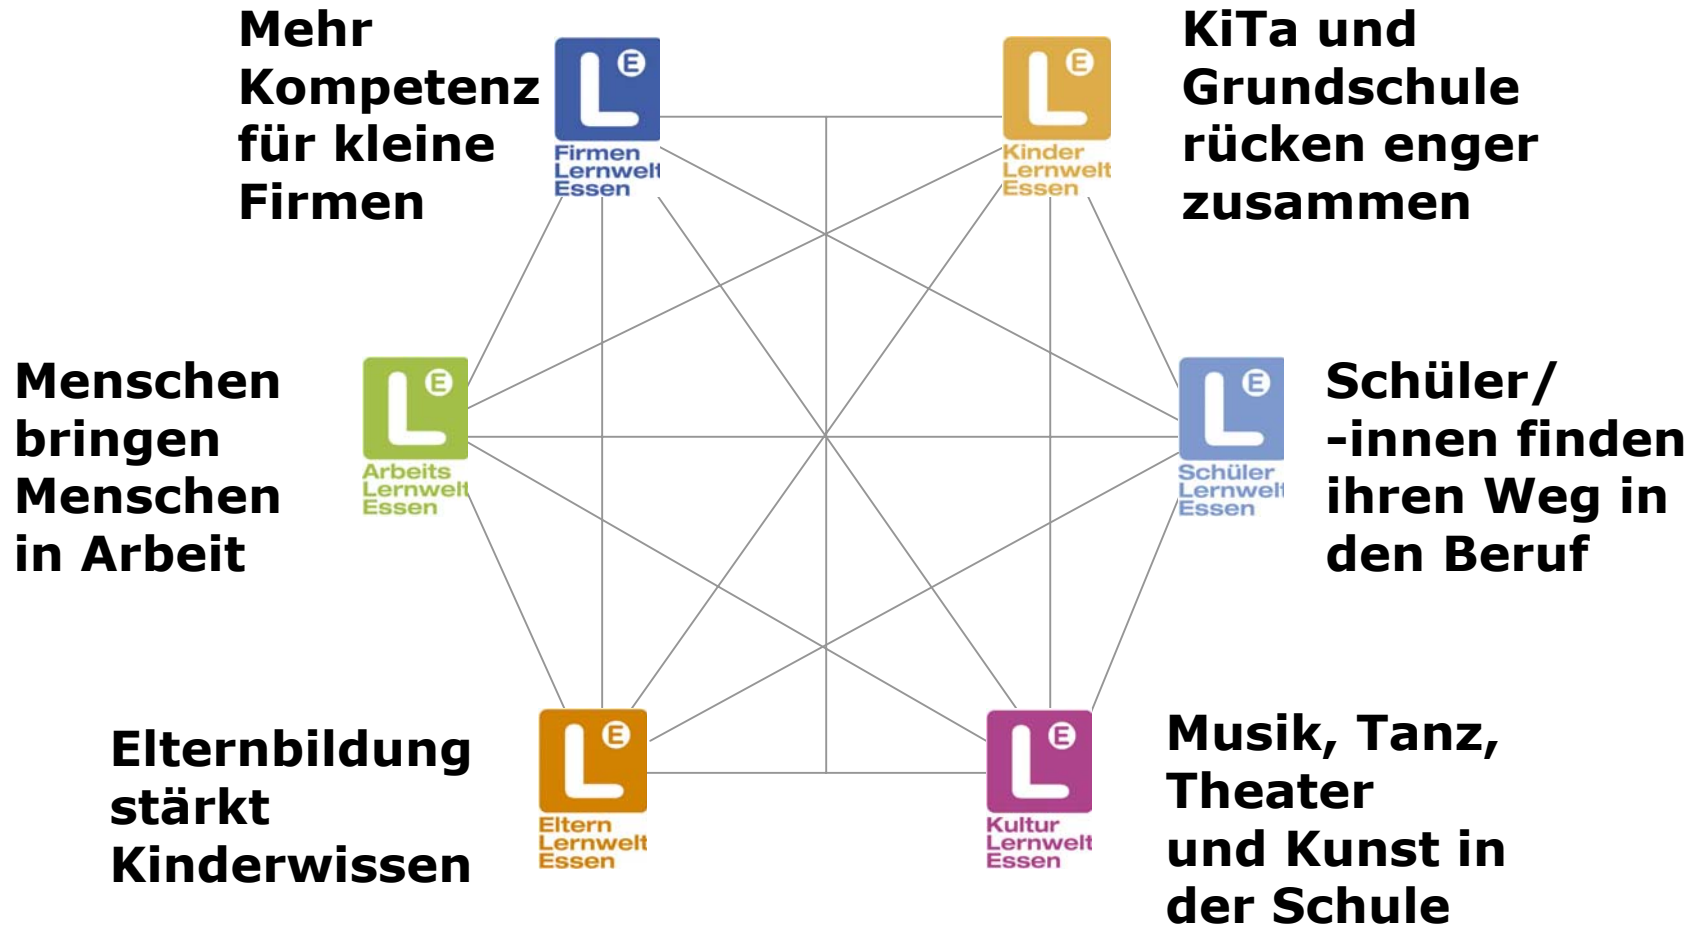 Mehr
Kompetenz
für kleine
Firmen
L E
Firmen
Lernwelt
Essen
L E
Kinder
Lernwelt
Essen
KiTa und
Grundschule
rücken enger
zusammen
Menschen
bringen
Menschen
in Arbeit
L E
Arbeits
Lernwelt
Essen
L E
Schüler
Lernwelt
Essen
Schüler/
-innen finden
ihren Weg in
den Beruf
Elternbildung
stärkt
Kinderwissen
L E
Eltern
Lernwelt
Essen
L E
Kultur
Lernwelt
Essen
Musik, Tanz,
Theater
und Kunst in
der Schule